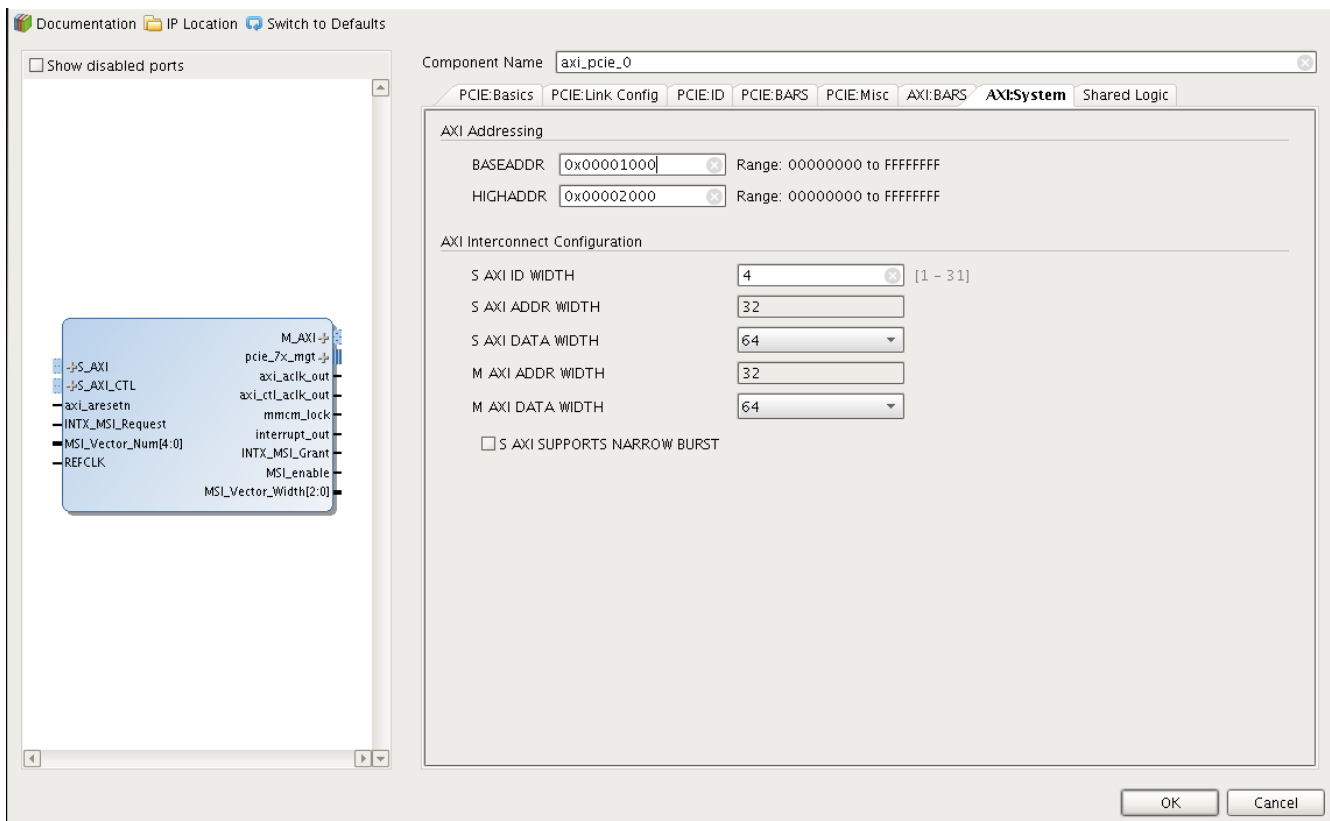 Documentation IP Location Switch to Defaults
Show disabled ports
Component Name axi_pcie_0
PCIE:Basics PCIE:Link Config PCIE:ID PCIE:BARS PCIE:Misc AXI:BARS AXI:System Shared Logic
AXI Addressing
BASEADDR 0x00001000 Range: 00000000 to FFFFFFFF
HIGHADDR 0x00002000 Range: 00000000 to FFFFFFFF
AXI Interconnect Configuration
S AXI ID WIDTH 4 [1 - 31]
S AXI ADDR WIDTH 32
S AXI DATA WIDTH 64
M AXI ADDR WIDTH 32
M AXI DATA WIDTH 64
S AXI SUPPORTS NARROW BURST
S_AXI
S_AXI_CTL
axi_aresetn
INTX_MSI_Request
MSI_Vector_Num[4:0]
REFCLK
M_AXI
pcie_7x_mgt
axi_aclk_out
axi_ctl_aclk_out
mmcm_lock
interrupt_out
INTX_MSI_Grant
MSI_enable
MSI_Vector_Width[2:0]
OK Cancel